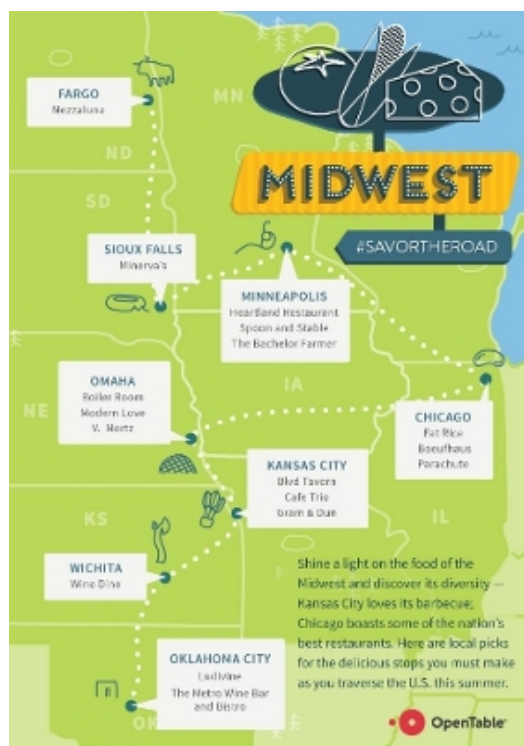 MIDWEST
#SAVORTHEROAD
FARGO
Mezzaluna
MN
ND
SD
SIOUX FALLS
Minerva's
MINNEAPOLIS
Heartland Restaurant
Spoon and Stable
The Bachelor Farmer
IA
OMAHA
Boiler Room
Modern Love
V. Mertz
NE
CHICAGO
Fat Rice
Boeufhaus
Parachute
KANSAS CITY
Blvd Tavern
Cafe Trio
Gram & Dun
KS
IL
WICHITA
Wine Dine
Shine a light on the food of the
Midwest and discover its diversity —
Kansas City loves its barbecue;
Chicago boasts some of the nation's
best restaurants. Here are local picks
for the delicious stops you must make
as you traverse the U.S. this summer.
OKLAHOMA CITY
Ludivine
The Metro Wine Bar
and Bistro
OK
OpenTable